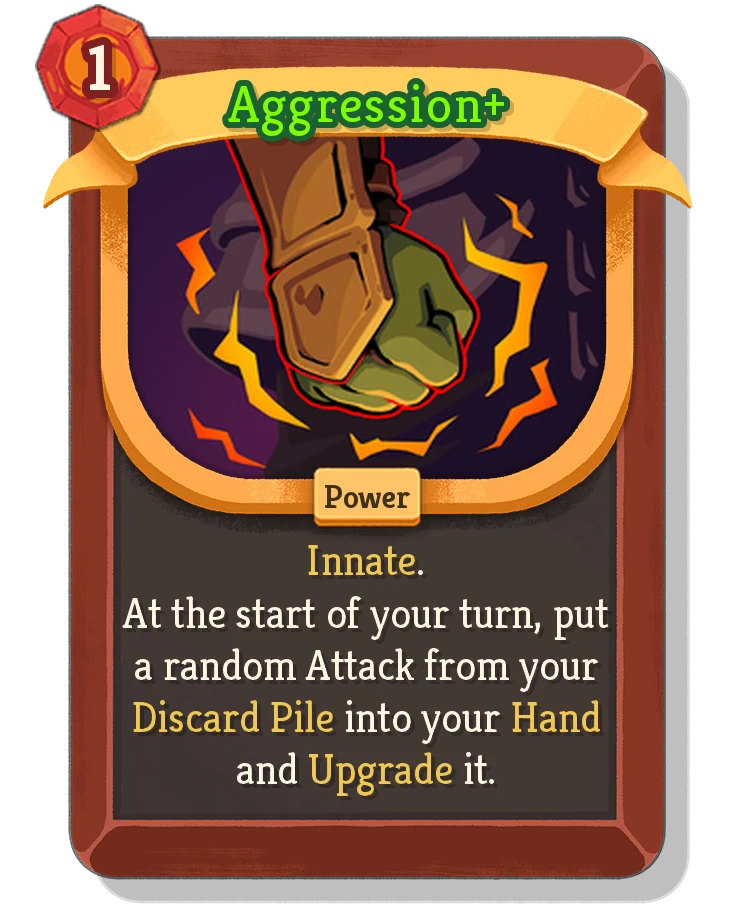 1
Aggression+
Power
Innate.
At the start of your turn, put
a random Attack from your
Discard Pile into your Hand
and Upgrade it.